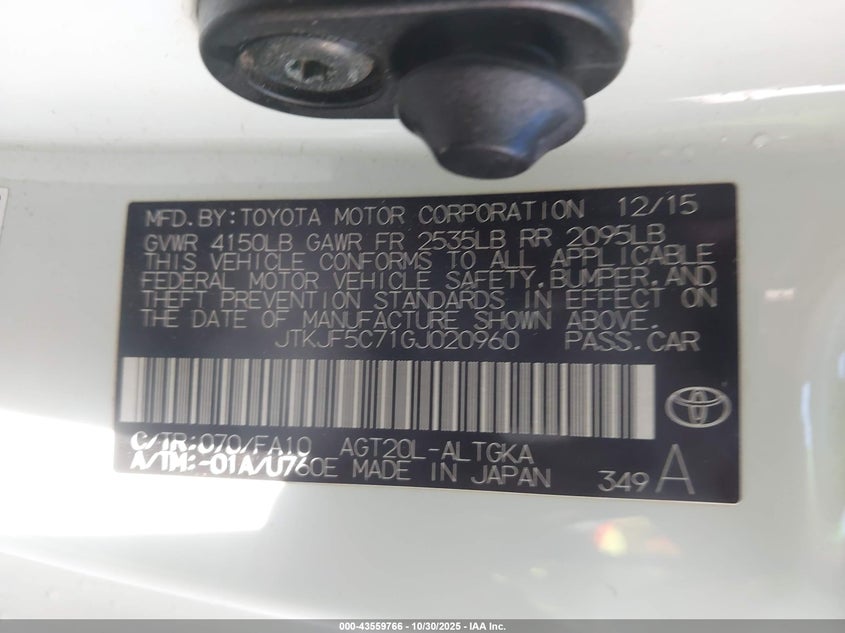 MFD.BY:TOYOTA MOTOR CORPORATION 12/15
GVWR 4150LB GAWR FR 2535LB RR 2095LB
THIS VEHICLE CONFORMS TO ALL APPLICABLE
FEDERAL MOTOR VEHICLE SAFETY,BUMPER,AND
THEFT PREVENTION STANDARDS IN EFFECT ON
THE DATE OF MANUFACTURE SHOWN ABOVE.
JTKJF5C71GJ020960 PASS.CAR
C/TR:070/FA10 AGT20L-ALTGKA
A/TM:-01A/U760E MADE IN JAPAN 349 A
000-43559766 - 10/30/2025 - IAA Inc.